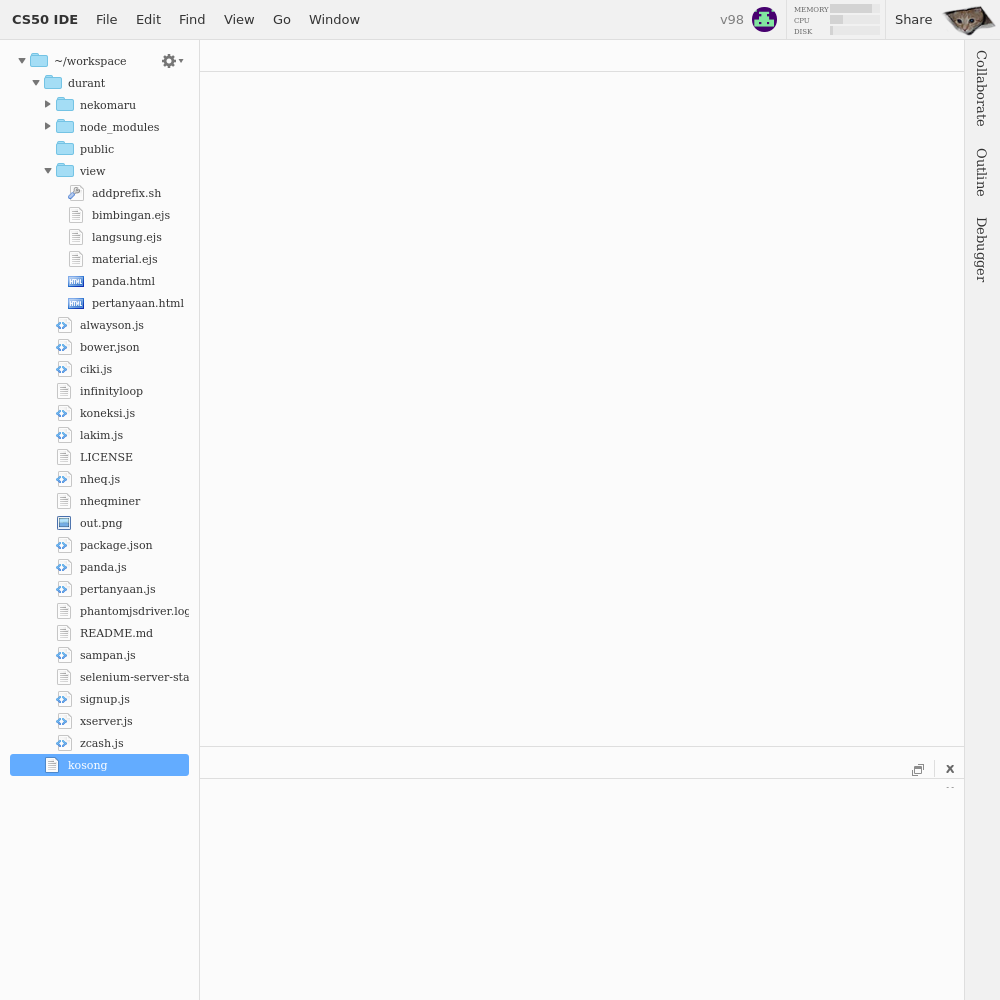 CS50 IDE File Edit Find View Go Window v98 MEMORY CPU DISK Share
~/workspace
durant
nekomaru
node_modules
public
view
addprefix.sh
bimbingan.ejs
langsung.ejs
material.ejs
panda.html
pertanyaan.html
alwayson.js
bower.json
ciki.js
infinityloop
koneksi.js
lakim.js
LICENSE
nheq.js
nheqminer
out.png
package.json
panda.js
pertanyaan.js
phantomjsdriver.log
README.md
sampan.js
selenium-server-sta
signup.js
xserver.js
zcash.js
kosong
Collaborate
Outline
Debugger